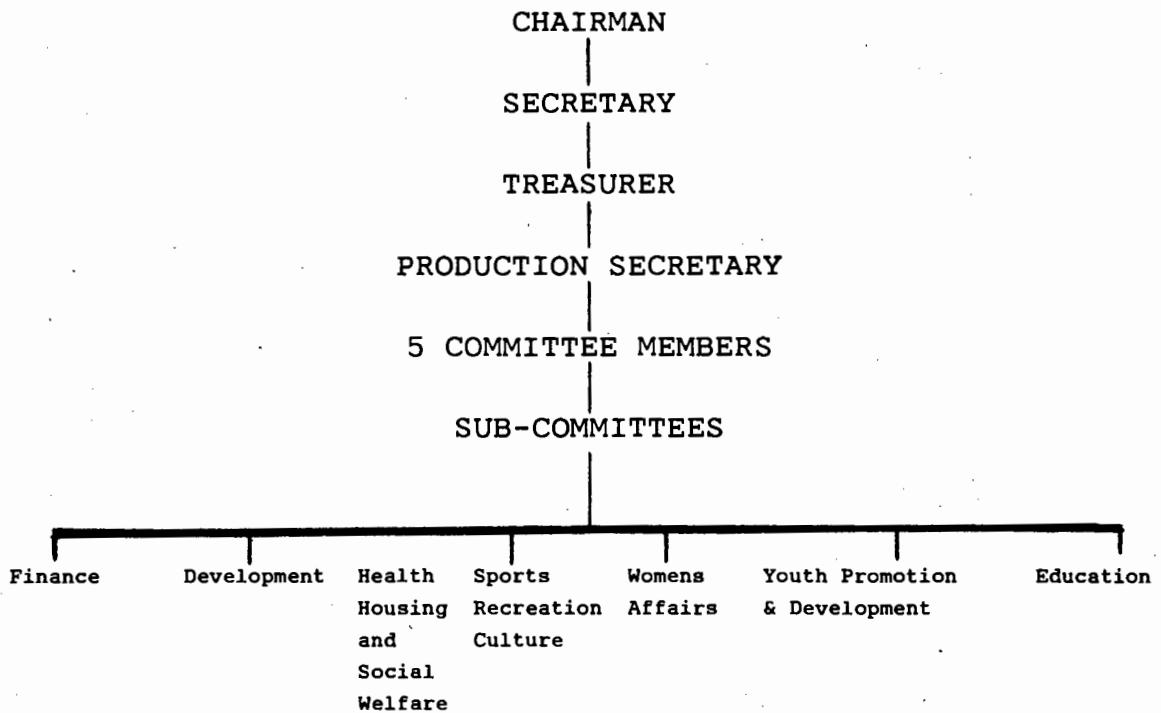 CHAIRMAN
SECRETARY
TREASURER
PRODUCTION SECRETARY
5 COMMITTEE MEMBERS
SUB-COMMITTEES
Finance
Development
Health
Housing
and
Social
Welfare
Sports
Recreation
Culture
Womens
Affairs
Youth Promotion
& Development
Education